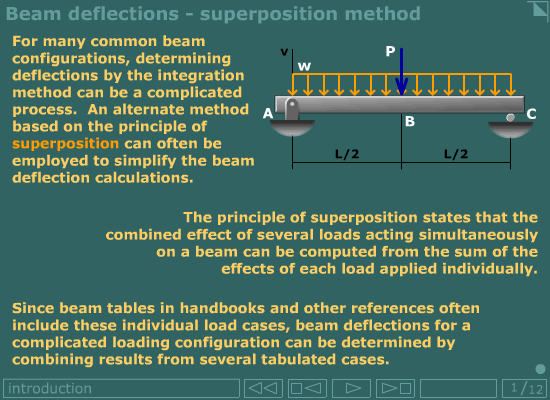 Beam deflections - superposition method
For many common beam
configurations, determining
deflections by the integration
method can be a complicated
process. An alternate method
based on the principle of
superposition can often be
employed to simplify the beam
deflection calculations.
v
w
P
A
B
C
L/2
L/2
The principle of superposition states that the
combined effect of several loads acting simultaneously
on a beam can be computed from the sum of the
effects of each load applied individually.
Since beam tables in handbooks and other references often
include these individual load cases, beam deflections for a
complicated loading configuration can be determined by
combining results from several tabulated cases.
introduction
1/12